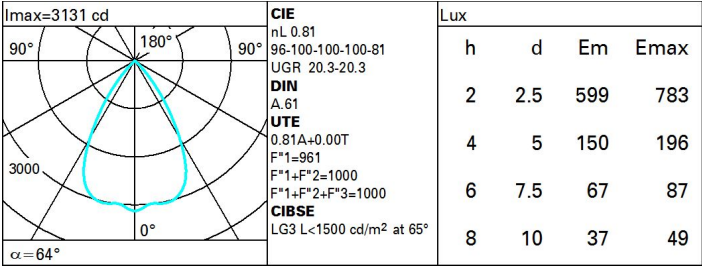 Imax=3131 cd
90°
180°
90°
3000
0°
α=64°
CIE
nL 0.81
96-100-100-100-81
UGR 20.3-20.3
DIN
A.61
UTE
0.81A+0.00T
F"1=961
F"1+F"2=1000
F"1+F"2+F"3=1000
CIBSE
LG3 L<1500 cd/m² at 65°
Lux
h d Em Emax
2 2.5 599 783
4 5 150 196
6 7.5 67 87
8 10 37 49